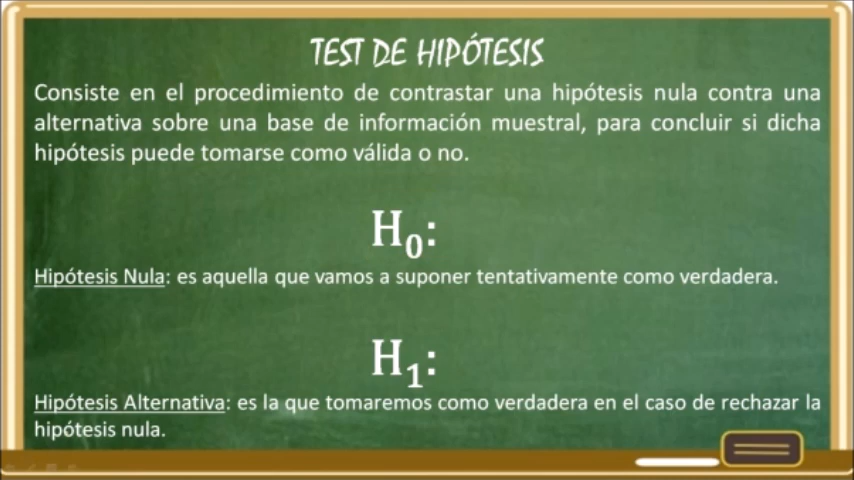 TEST DE HIPÓTESIS
Consiste en el procedimiento de contrastar una hipótesis nula contra una
alternativa sobre una base de información muestral, para concluir si dicha
hipótesis puede tomarse como válida o no.
H₀:
Hipótesis Nula: es aquella que vamos a suponer tentativamente como verdadera.
H₁:
Hipótesis Alternativa: es la que tomaremos como verdadera en el caso de rechazar la
hipótesis nula.